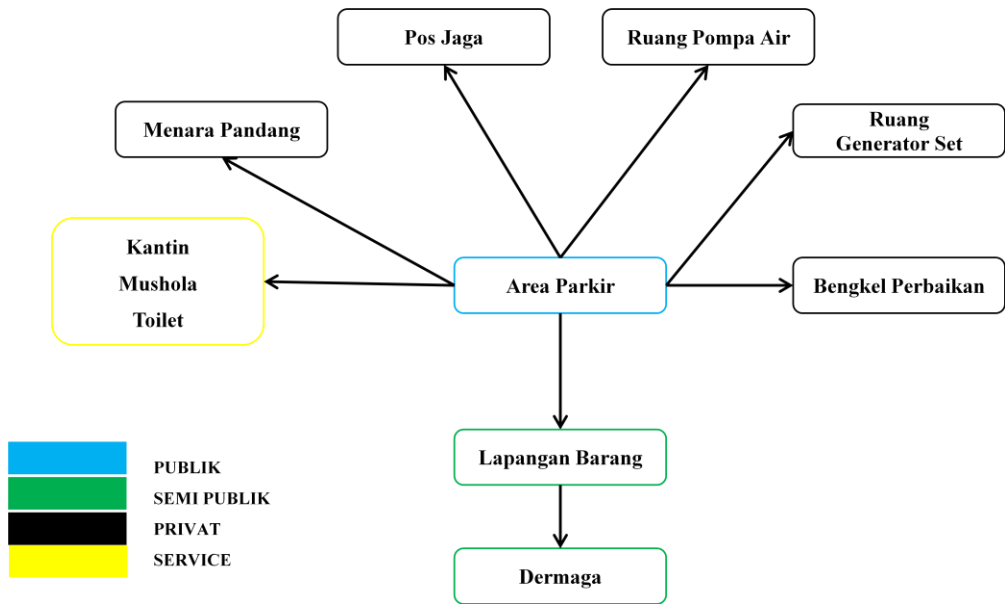 Pos Jaga
Ruang Pompa Air
Menara Pandang
Ruang
Generator Set
Kantin
Mushola
Toilet
Area Parkir
Bengkel Perbaikan
Lapangan Barang
Dermaga
PUBLIK
SEMI PUBLIK
PRIVAT
SERVICE